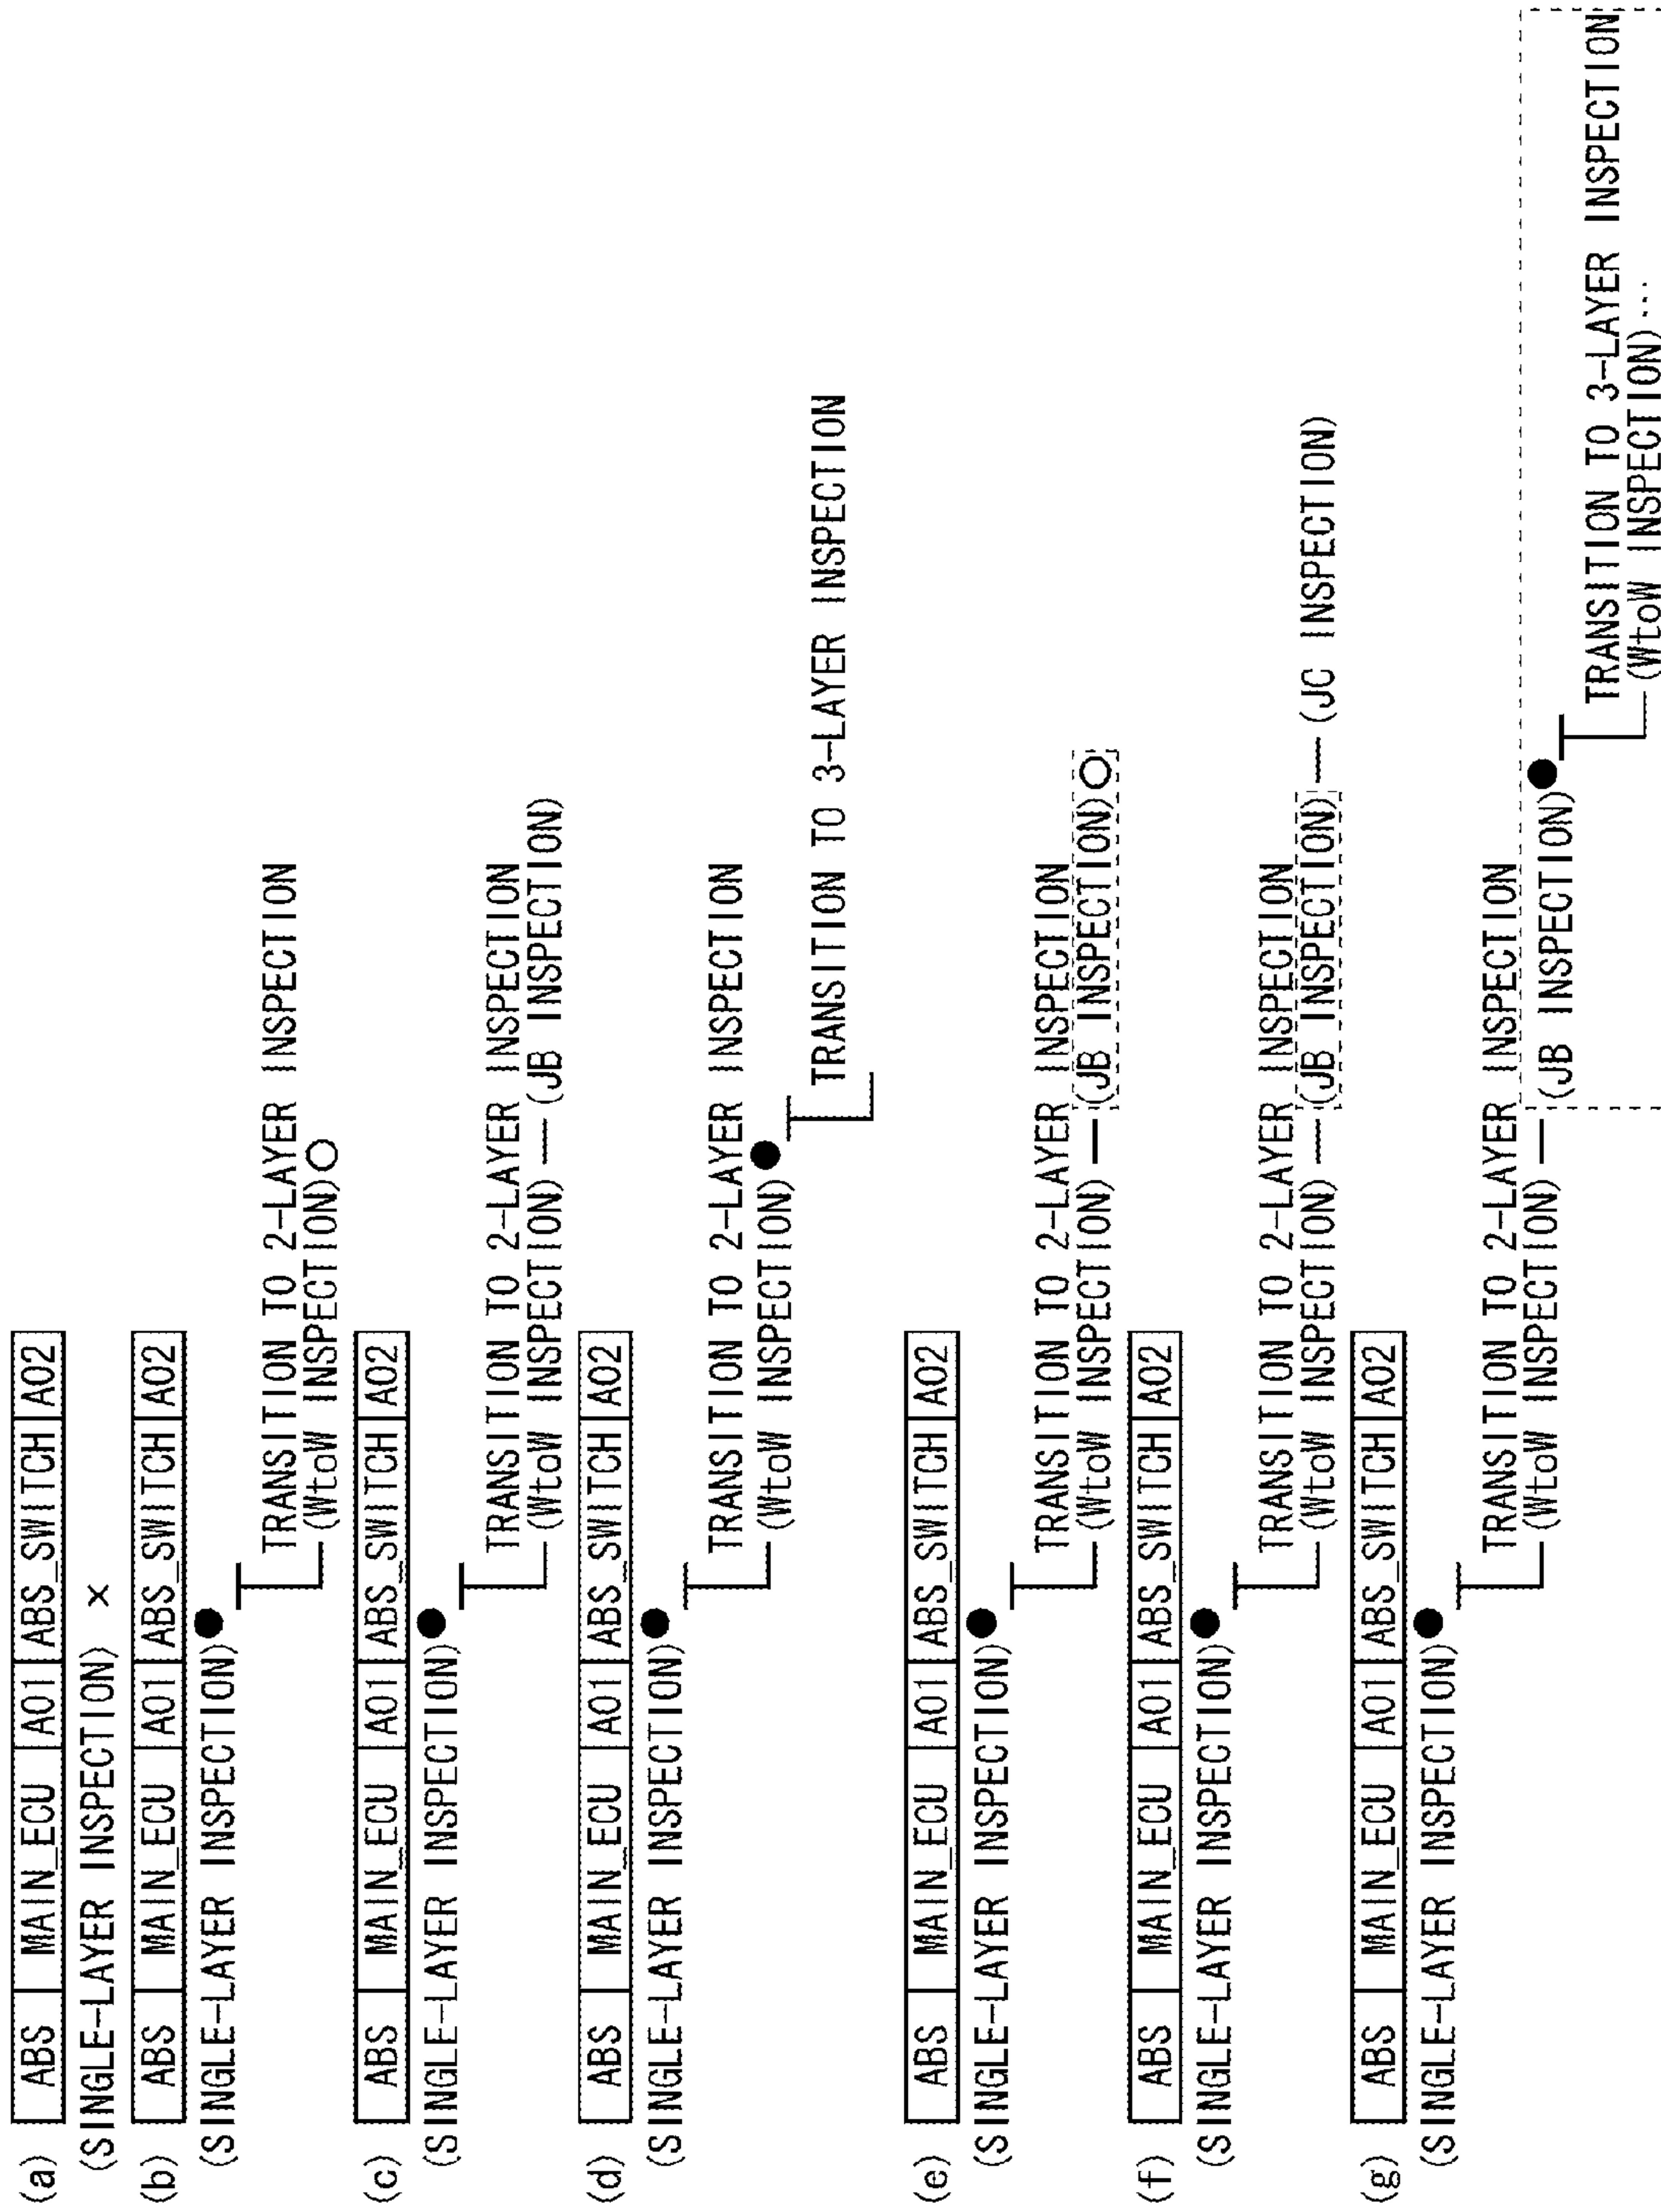 (a) ABS MAIN_ECU A01 ABS_SWITCH A02
(SINGLE-LAYER INSPECTION) ×
(b) ABS MAIN_ECU A01 ABS_SWITCH A02
(SINGLE-LAYER INSPECTION) ●
TRANSITION TO 2-LAYER INSPECTION
(WtoW INSPECTION) ○
(c) ABS MAIN_ECU A01 ABS_SWITCH A02
(SINGLE-LAYER INSPECTION) ●
TRANSITION TO 2-LAYER INSPECTION
(WtoW INSPECTION) — (JB INSPECTION)
(d) ABS MAIN_ECU A01 ABS_SWITCH A02
(SINGLE-LAYER INSPECTION) ●
TRANSITION TO 2-LAYER INSPECTION
(WtoW INSPECTION) ●
TRANSITION TO 3-LAYER INSPECTION
(e) ABS MAIN_ECU A01 ABS_SWITCH A02
(SINGLE-LAYER INSPECTION) ●
TRANSITION TO 2-LAYER INSPECTION
(WtoW INSPECTION) — (JB INSPECTION) ○
(f) ABS MAIN_ECU A01 ABS_SWITCH A02
(SINGLE-LAYER INSPECTION) ●
TRANSITION TO 2-LAYER INSPECTION
(WtoW INSPECTION) — (JB INSPECTION) — (JC INSPECTION)
(g) ABS MAIN_ECU A01 ABS_SWITCH A02
(SINGLE-LAYER INSPECTION) ●
TRANSITION TO 2-LAYER INSPECTION
(WtoW INSPECTION) — (JB INSPECTION) ●
TRANSITION TO 3-LAYER INSPECTION
(WtoW INSPECTION)...